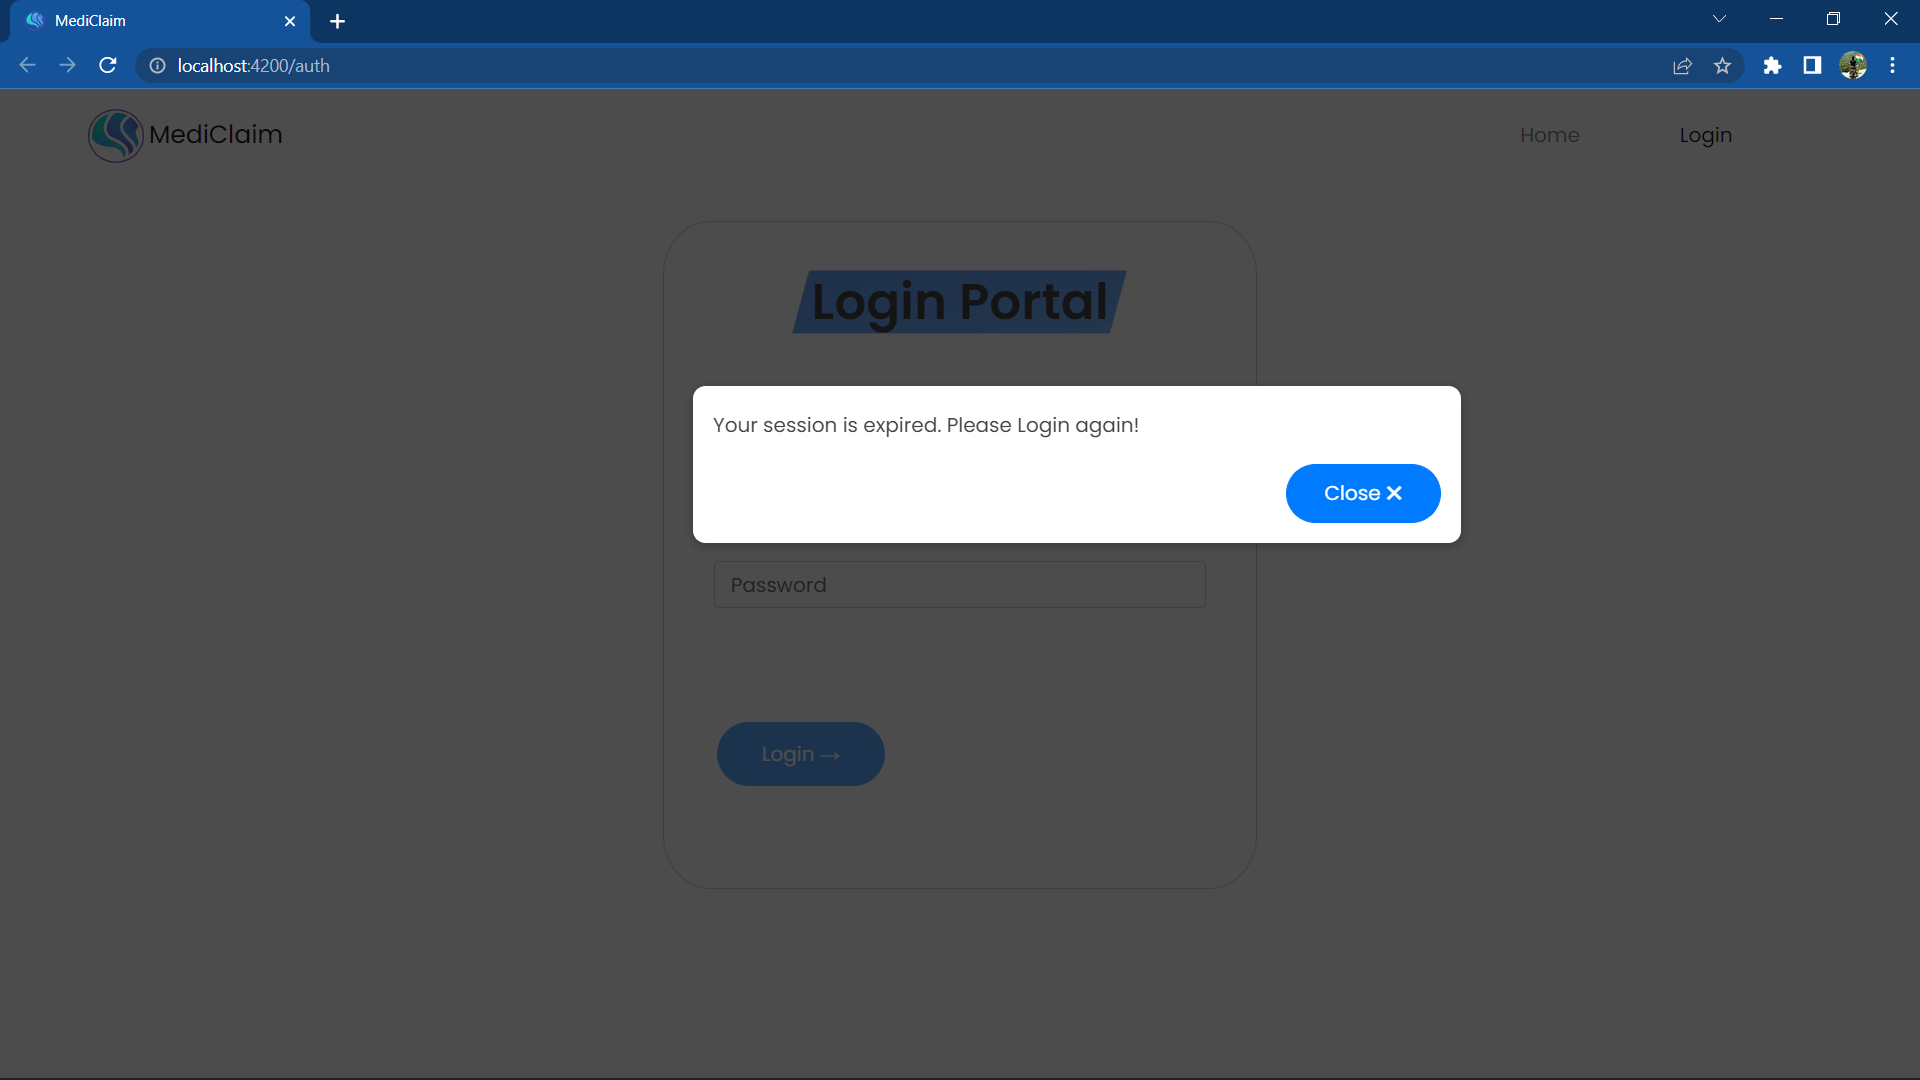 MediClaim
localhost:4200/auth
MediClaim
Home
Login
Login Portal
Your session is expired. Please Login again!
Close ✕
Password
Login →